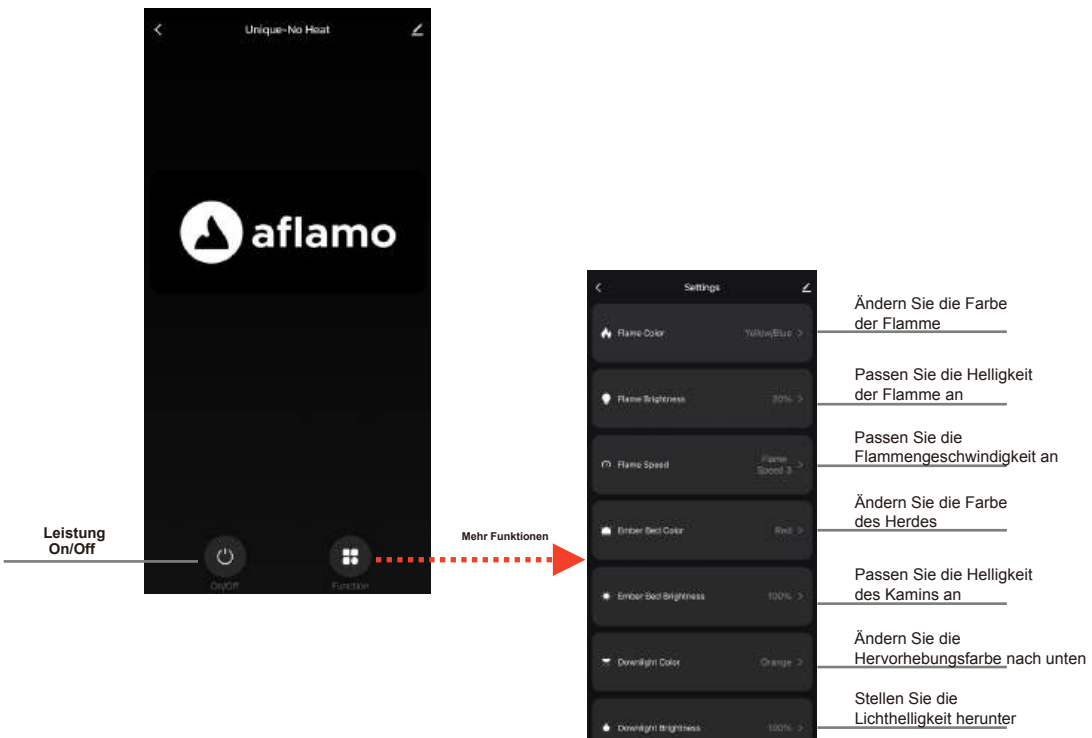 Unique-No Heat
aflamo
On/Off
Function
Leistung
On/Off
Mehr Funktionen
Settings
Flame Color
Yellow/Blue
Flame Brightness
20%
Flame Speed
Flame
Speed 3
Ember Bed Color
Red
Ember Bed Brightness
100%
Downlight Color
Orange
Downlight Brightness
100%
Ändern Sie die Farbe
der Flamme
Passen Sie die Helligkeit
der Flamme an
Passen Sie die
Flammengeschwindigkeit an
Ändern Sie die Farbe
des Herdes
Passen Sie die Helligkeit
des Kamins an
Ändern Sie die
Hervorhebungsfarbe nach unten
Stellen Sie die
Lichthelligkeit herunter